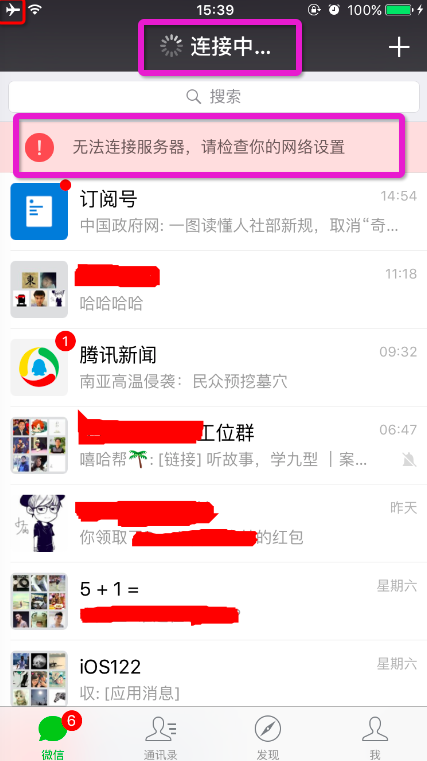 15:39
100%
连接中...
搜索
无法连接服务器，请检查你的网络设置
订阅号
14:54
中国政府网: 一图读懂人社部新规，取消“奇...
11:18
哈哈哈哈
1
腾讯新闻
09:32
南亚高温侵袭：民众预挖墓穴
工位群
06:47
嘻哈帮🌴: [链接] 听故事，学九型 ｜案...
昨天
你领取了
的红包
5 + 1 =
星期六
iOS122
星期六
収: [应用消息]
6
微信
通讯录
发现
我